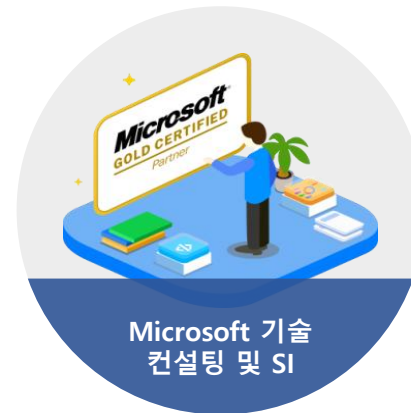 Microsoft
GOLD CERTIFIED
Partner
Microsoft 기술
컨설팅 및 SI